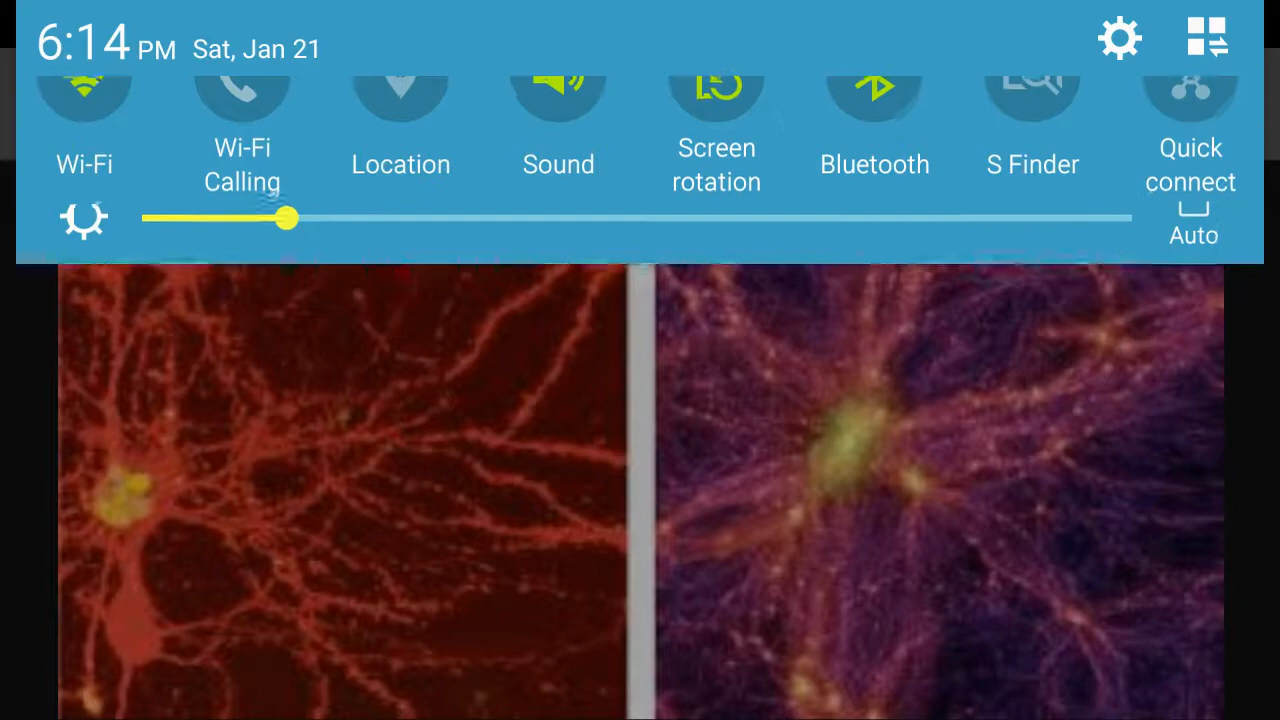 6:14 PM Sat, Jan 21
Wi-Fi
Wi-Fi
Calling
Location
Sound
Screen
rotation
Bluetooth
S Finder
Quick
connect
Auto